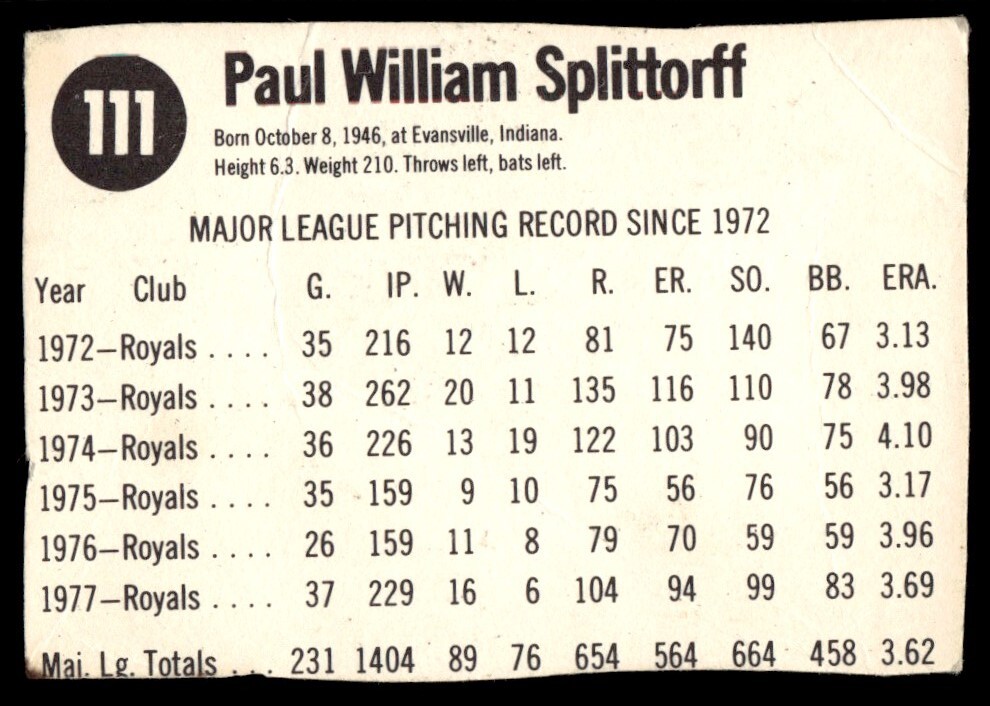 111
Paul William Splittorff
Born October 8, 1946, at Evansville, Indiana.
Height 6.3. Weight 210. Throws left, bats left.
MAJOR LEAGUE PITCHING RECORD SINCE 1972
Year Club G. IP. W. L. R. ER. SO. BB. ERA.
1972—Royals .... 35 216 12 12 81 75 140 67 3.13
1973—Royals .... 38 262 20 11 135 116 110 78 3.98
1974—Royals .... 36 226 13 19 122 103 90 75 4.10
1975—Royals .... 35 159 9 10 75 56 76 56 3.17
1976—Royals .... 26 159 11 8 79 70 59 59 3.96
1977—Royals .... 37 229 16 6 104 94 99 83 3.69
Maj. Lg. Totals ... 231 1404 89 76 654 564 664 458 3.62